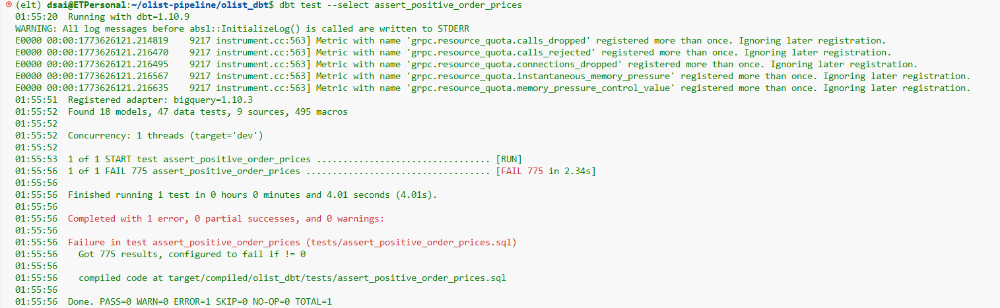 (elt) dsai@ETPersonal:~/olist-pipeline/olist_dbt$ dbt test --select assert_positive_order_prices
01:55:20  Running with dbt=1.10.9
WARNING: All log messages before absl::InitializeLog() is called are written to STDERR
E0000 00:00:1773626121.214819    9217 instrument.cc:563] Metric with name 'grpc.resource_quota.calls_dropped' registered more than once. Ignoring later registration.
E0000 00:00:1773626121.216470    9217 instrument.cc:563] Metric with name 'grpc.resource_quota.calls_rejected' registered more than once. Ignoring later registration.
E0000 00:00:1773626121.216495    9217 instrument.cc:563] Metric with name 'grpc.resource_quota.connections_dropped' registered more than once. Ignoring later registration.
E0000 00:00:1773626121.216567    9217 instrument.cc:563] Metric with name 'grpc.resource_quota.instantaneous_memory_pressure' registered more than once. Ignoring later registration.
E0000 00:00:1773626121.216635    9217 instrument.cc:563] Metric with name 'grpc.resource_quota.memory_pressure_control_value' registered more than once. Ignoring later registration.
01:55:51  Registered adapter: bigquery=1.10.3
01:55:52  Found 18 models, 47 data tests, 9 sources, 495 macros
01:55:52
01:55:52  Concurrency: 1 threads (target='dev')
01:55:52
01:55:53  1 of 1 START test assert_positive_order_prices ................................. [RUN]
01:55:56  1 of 1 FAIL 775 assert_positive_order_prices ................................... [FAIL 775 in 2.34s]
01:55:56
01:55:56  Finished running 1 test in 0 hours 0 minutes and 4.01 seconds (4.01s).
01:55:56
01:55:56  Completed with 1 error, 0 partial successes, and 0 warnings:
01:55:56
01:55:56  Failure in test assert_positive_order_prices (tests/assert_positive_order_prices.sql)
01:55:56    Got 775 results, configured to fail if != 0
01:55:56
01:55:56    compiled code at target/compiled/olist_dbt/tests/assert_positive_order_prices.sql
01:55:56
01:55:56  Done. PASS=0 WARN=0 ERROR=1 SKIP=0 NO-OP=0 TOTAL=1